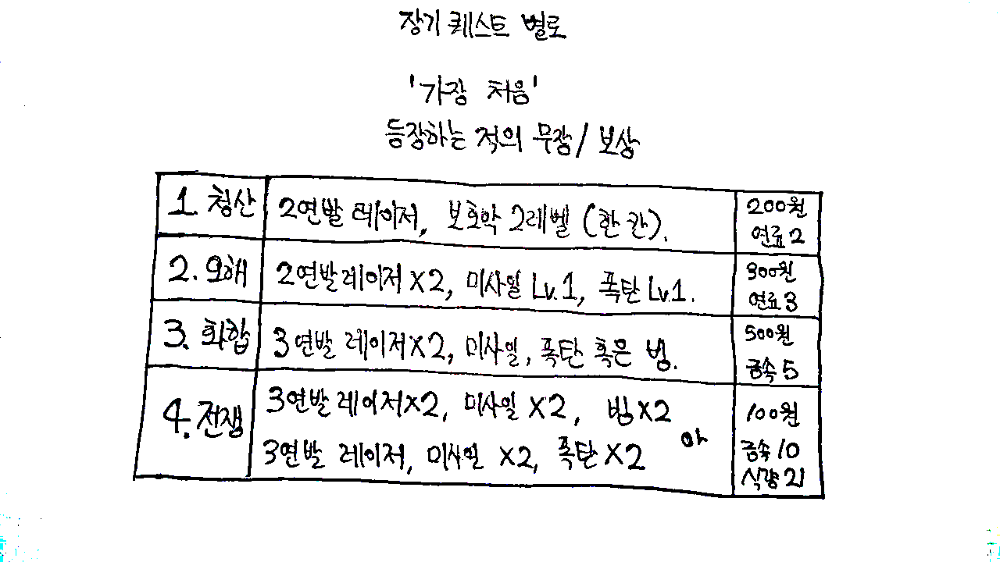 장기 퀘스트 별로
'가장 처음'
등장하는 적의 무장/보상
1. 청산 2연발 레이저, 보호막 2레벨 (한 칸). 200원 연료 2
2. 오해 2연발레이저 X2, 미사일 Lv.1, 폭탄 Lv.1. 300원 연료 3
3. 화합 3연발 레이저X2, 미사일, 폭탄 혹은 빔. 500원 금속 5
4. 전쟁 3연발 레이저X2, 미사일 X2, 빔X2
3연발 레이저, 미사일 X2, 폭탄 X2 100원 금속 10 식량 21